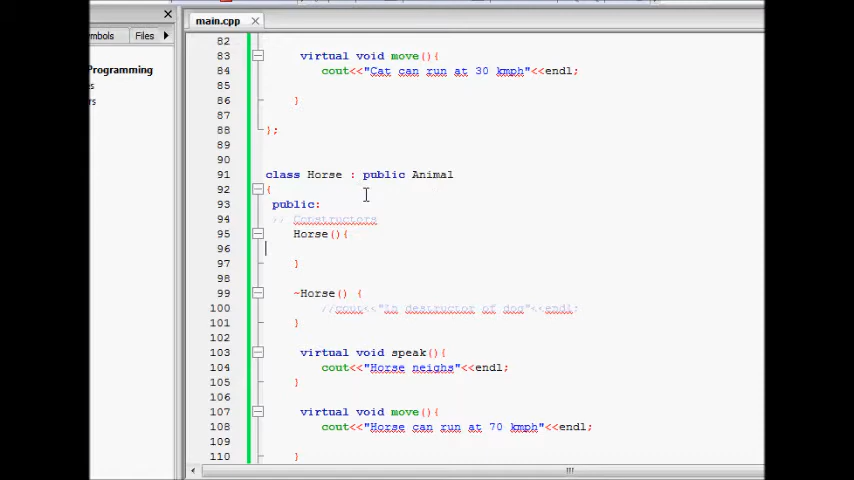 main.cpp
mbols Files
Programming
s
rs
82
83 virtual void move(){
84 cout<<"Cat can run at 30 kmph"<<endl;
85
86 }
87
88 };
89
90
91 class Horse : public Animal
92 {
93 public:
94 // Constructors
95 Horse(){
96
97 }
98
99 ~Horse() {
100 //cout<<"in destructor of dog"<<endl;
101 }
102
103 virtual void speak(){
104 cout<<"Horse neighs"<<endl;
105 }
106
107 virtual void move(){
108 cout<<"Horse can run at 70 kmph"<<endl;
109
110 }